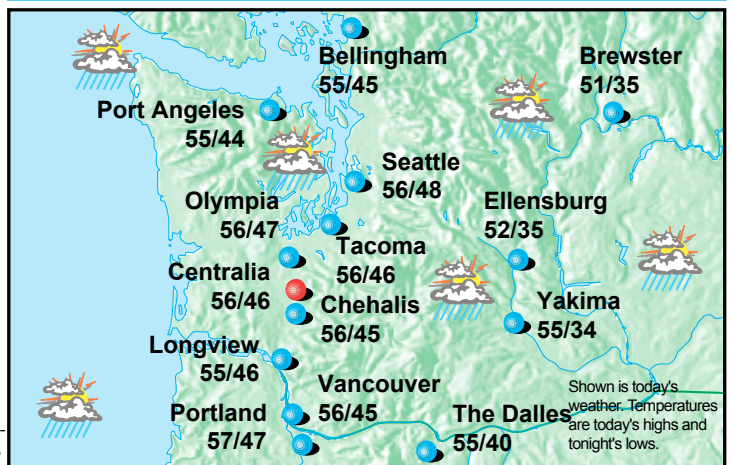 Bellingham
55/45
Brewster
51/35
Port Angeles
55/44
Seattle
56/48
Olympia
56/47
Ellensburg
52/35
Tacoma
56/46
Centralia
56/46
Chehalis
56/45
Yakima
55/34
Longview
55/46
Vancouver
56/45
Portland
57/47
The Dalles
55/40
Shown is today's
weather. Temperatures
are today's highs and
tonight's lows.